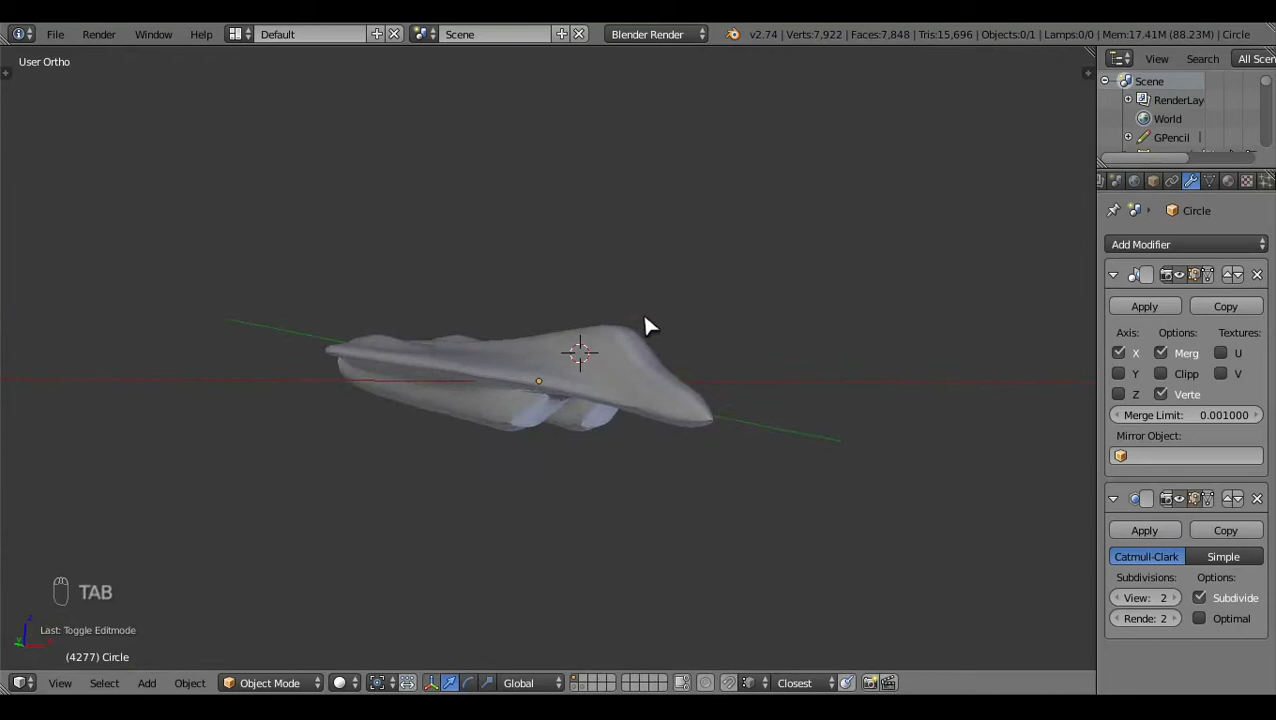 File Render Window Help Default Scene Blender Render v2.74 | Verts:7,922 | Faces:7,848 | Tris:15,696 | Objects:0/1 | Lamps:0/0 | Mem:17.41M (88.23M) | Circle
User Ortho
View Search All Scen
Scene
RenderLay
World
GPencil
Circle
Add Modifier
Apply Copy
Axis: Options: Textures:
X Merg U
Y Clipp V
Z Verte
Merge Limit: 0.001000
Mirror Object:
Apply Copy
Catmull-Clark Simple
Subdivisions: Options:
View: 2 Subdivide
Rende: 2 Optimal
TAB
Last: Toggle Editmode
(4277) Circle
View Select Add Object Object Mode Global Closest